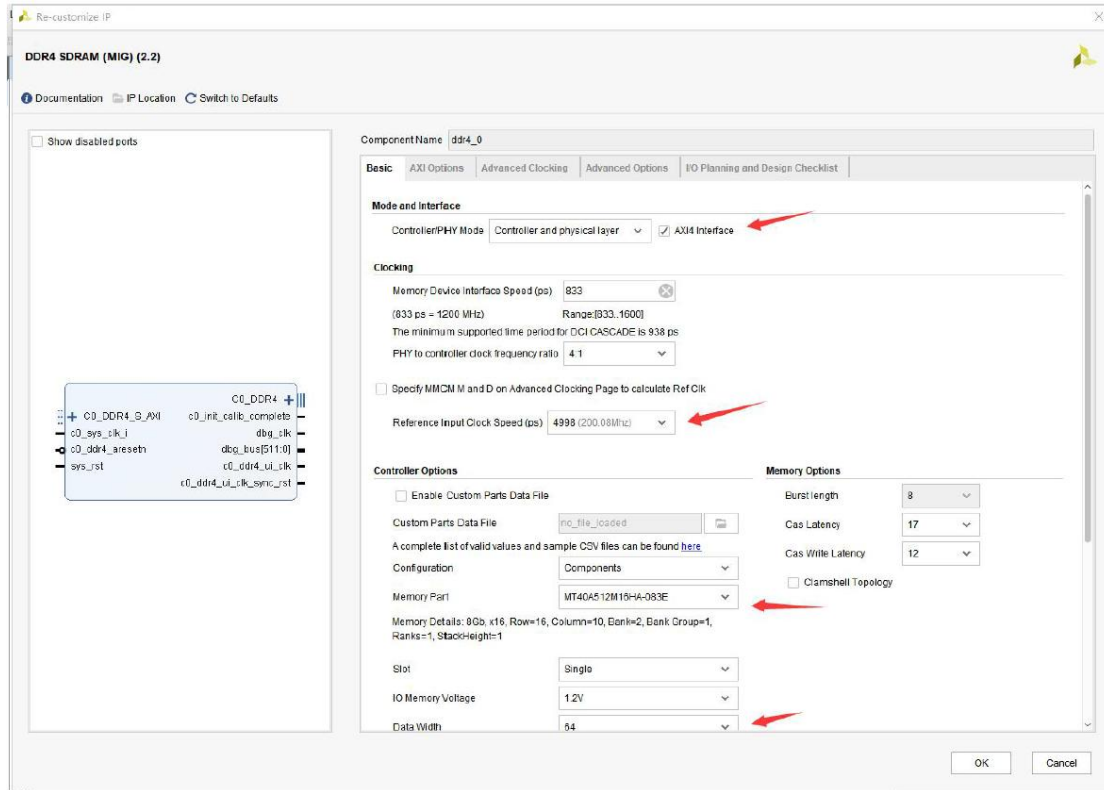 Re-customize IP
DDR4 SDRAM (MIG) (2.2)
Documentation IP Location Switch to Defaults
Show disabled ports
C0_DDR4
C0_DDR4_S_AXI c0_init_calib_complete
c0_sys_clk_i dbg_clk
c0_ddr4_aresetn dbg_bus[511:0]
sys_rst c0_ddr4_ui_clk
c0_ddr4_ui_clk_sync_rst
Component Name ddr4_0
Basic AXI Options Advanced Clocking Advanced Options I/O Planning and Design Checklist
Mode and Interface
Controller/PHY Mode Controller and physical layer AXI4 Interface
Clocking
Memory Device Interface Speed (ps) 833
(833 ps = 1200 MHz) Range:[833..1600]
The minimum supported time period for DCI CASCADE is 938 ps
PHY to controller clock frequency ratio 4:1
Specify MMCM M and D on Advanced Clocking Page to calculate Ref Clk
Reference Input Clock Speed (ps) 4998 (200.08Mhz)
Controller Options
Enable Custom Parts Data File
Custom Parts Data File no_file_loaded
A complete list of valid values and sample CSV files can be found here
Configuration Components
Memory Part MT40A512M16HA-083E
Memory Details: 8Gb, x16, Row=16, Column=10, Bank=2, Bank Group=1,
Ranks=1, StackHeight=1
Slot Single
IO Memory Voltage 1.2V
Data Width 64
Memory Options
Burst length 8
Cas Latency 17
Cas Write Latency 12
Clamshell Topology
OK Cancel